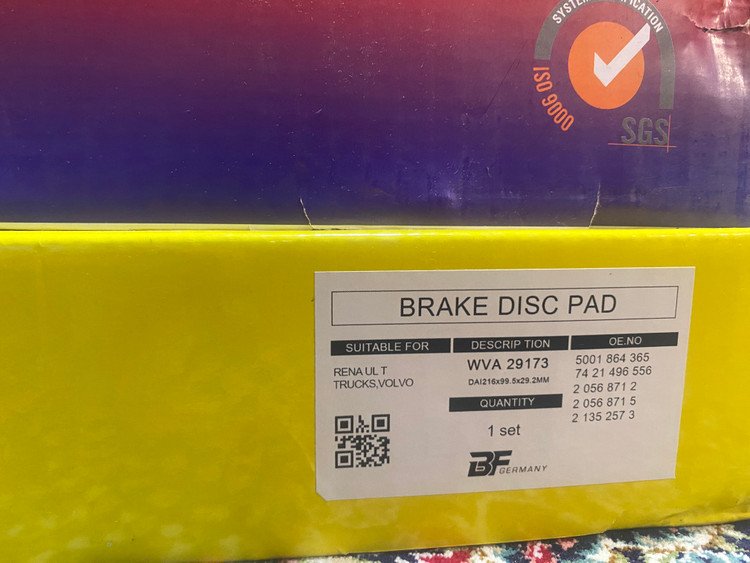 SYSTEM CERTIFICATION
ISO 9000
SGS
BRAKE DISC PAD
SUITABLE FOR
RENA UL T
TRUCKS,VOLVO
DESCRIP TION
WVA 29173
DAI216x99.5x29.2MM
QUANTITY
1 set
BF GERMANY
OE.NO
5001 864 365
74 21 496 556
2 056 871 2
2 056 871 5
2 135 257 3